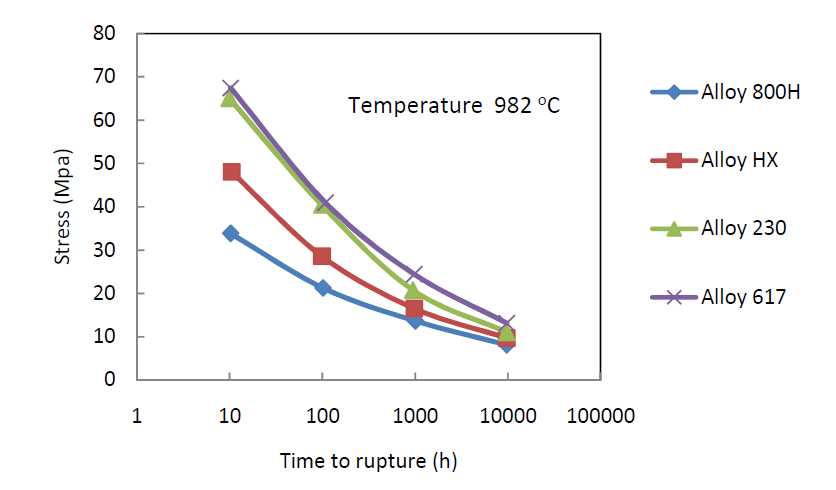 80
70
60
50
40
30
20
10
0
Stress (Mpa)
Temperature 982 ᴼC
1 10 100 1000 10000 100000
Time to rupture (h)
Alloy 800H
Alloy HX
Alloy 230
Alloy 617